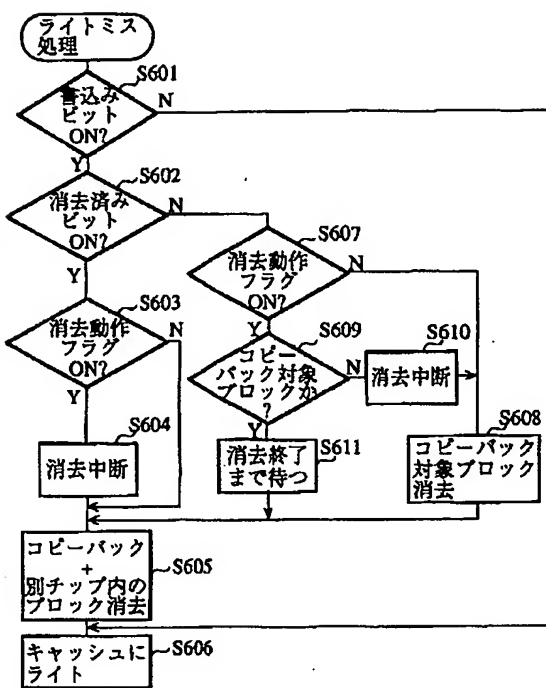 ライトミス
処理
S601
書込み
ビット
ON?
N
Y
S602
消去済み
ビット
ON?
N
Y
S607
消去動作
フラグ
ON?
N
Y
S603
消去動作
フラグ
ON?
N
Y
S609
コピー
バック対象
ブロックか
?
N
Y
S610
消去中断
S604
消去中断
S611
消去終了
まで待つ
S608
コピーバック
対象ブロック
消去
コピーバック
+
別チップ内の
ブロック消去
S605
キャッシュに
ライト
S606